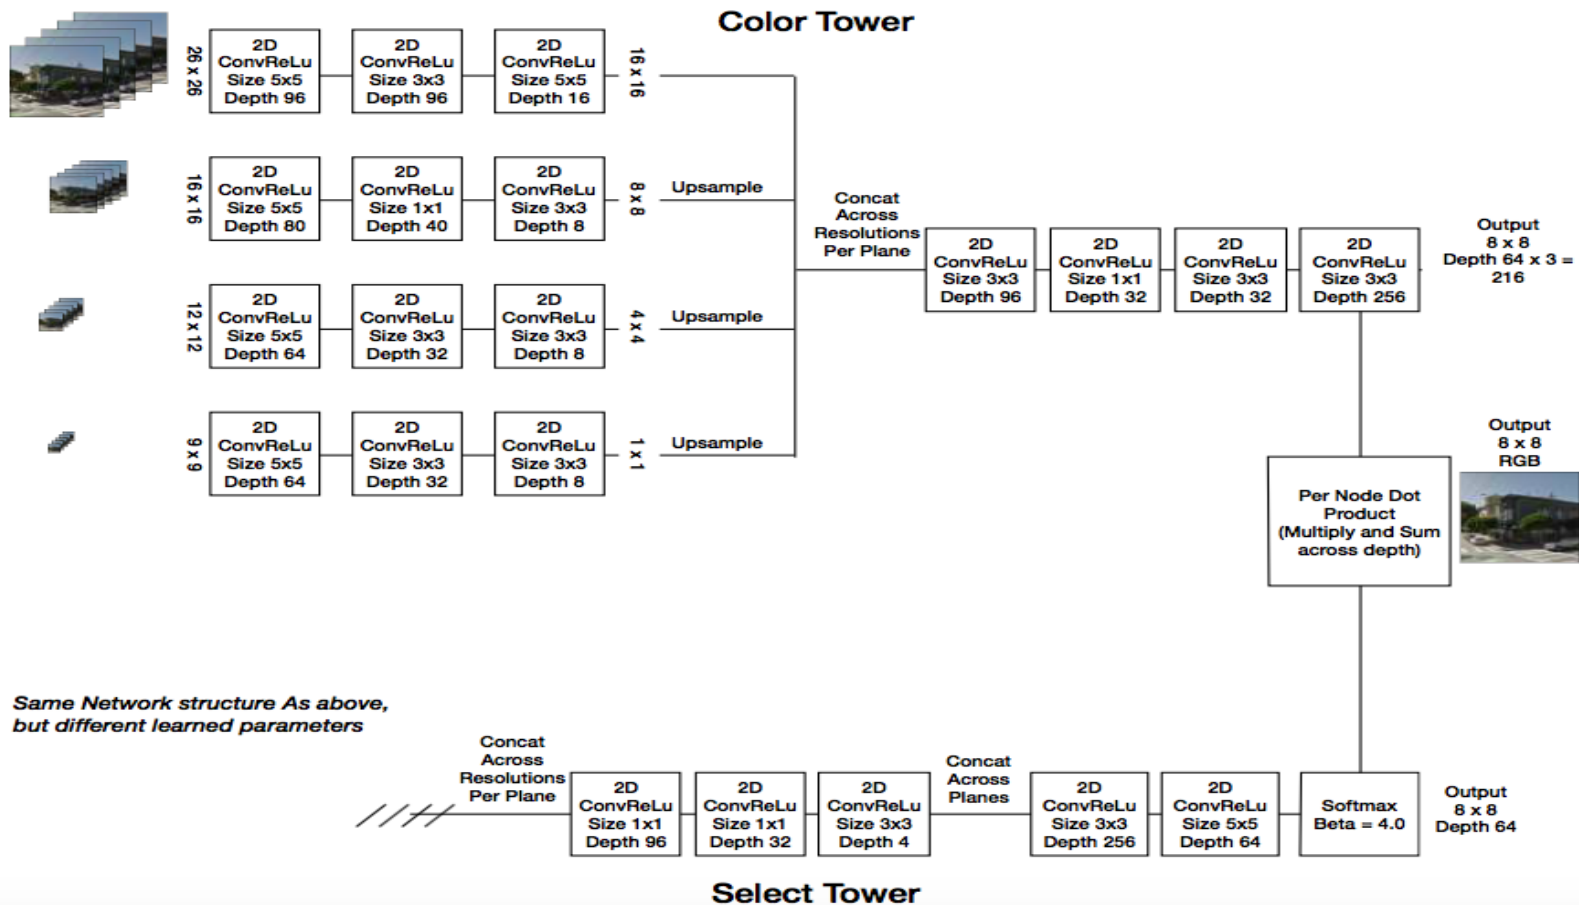 Color Tower
26 x 26
2D
ConvReLu
Size 5x5
Depth 96
2D
ConvReLu
Size 3x3
Depth 96
2D
ConvReLu
Size 5x5
Depth 16
16 x 16
16 x 16
2D
ConvReLu
Size 5x5
Depth 80
2D
ConvReLu
Size 1x1
Depth 40
2D
ConvReLu
Size 3x3
Depth 8
8 x 8
Upsample
12 x 12
2D
ConvReLu
Size 5x5
Depth 64
2D
ConvReLu
Size 3x3
Depth 32
2D
ConvReLu
Size 3x3
Depth 8
4 x 4
Upsample
9 x 9
2D
ConvReLu
Size 5x5
Depth 64
2D
ConvReLu
Size 3x3
Depth 32
2D
ConvReLu
Size 3x3
Depth 8
1 x 1
Upsample
Concat
Across
Resolutions
Per Plane
2D
ConvReLu
Size 3x3
Depth 96
2D
ConvReLu
Size 1x1
Depth 32
2D
ConvReLu
Size 3x3
Depth 32
2D
ConvReLu
Size 3x3
Depth 256
Output
8 x 8
Depth 64 x 3 =
216
Per Node Dot
Product
(Multiply and Sum
across depth)
Output
8 x 8
RGB
Same Network structure As above,
but different learned parameters
Concat
Across
Resolutions
Per Plane
2D
ConvReLu
Size 1x1
Depth 96
2D
ConvReLu
Size 1x1
Depth 32
2D
ConvReLu
Size 3x3
Depth 4
Concat
Across
Planes
2D
ConvReLu
Size 3x3
Depth 256
2D
ConvReLu
Size 5x5
Depth 64
Softmax
Beta = 4.0
Output
8 x 8
Depth 64
Select Tower